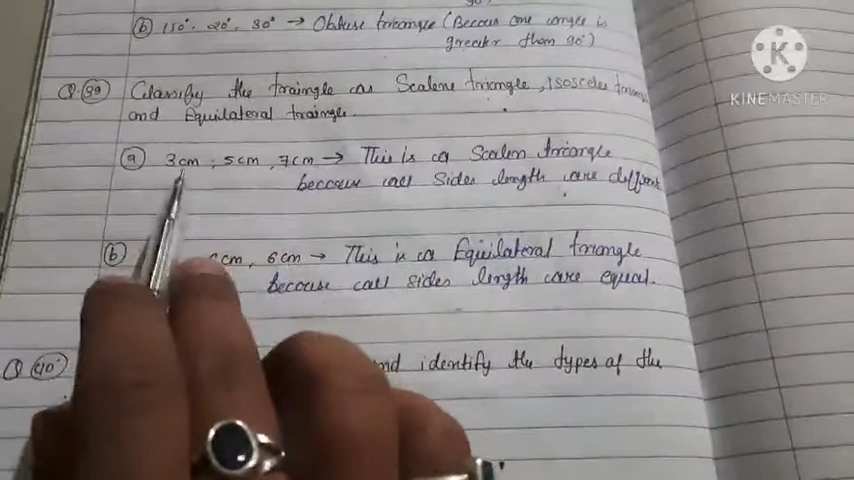 (b) 150°, 20°, 30° → Obtuse triangle (Becous one angle is
greater than 90°)
Q.(39) Classify the traingle as Scalene triangle, isosceles
and Equilateral traingle.
(a) 3cm, 5cm, 7cm → This is a Scalen triangle
because all sides length are different
(b) cm, 6cm → This is a Equilateral triangle
because all sides length are equal.
Q (40) and identify the types of the
K
KINEMASTER